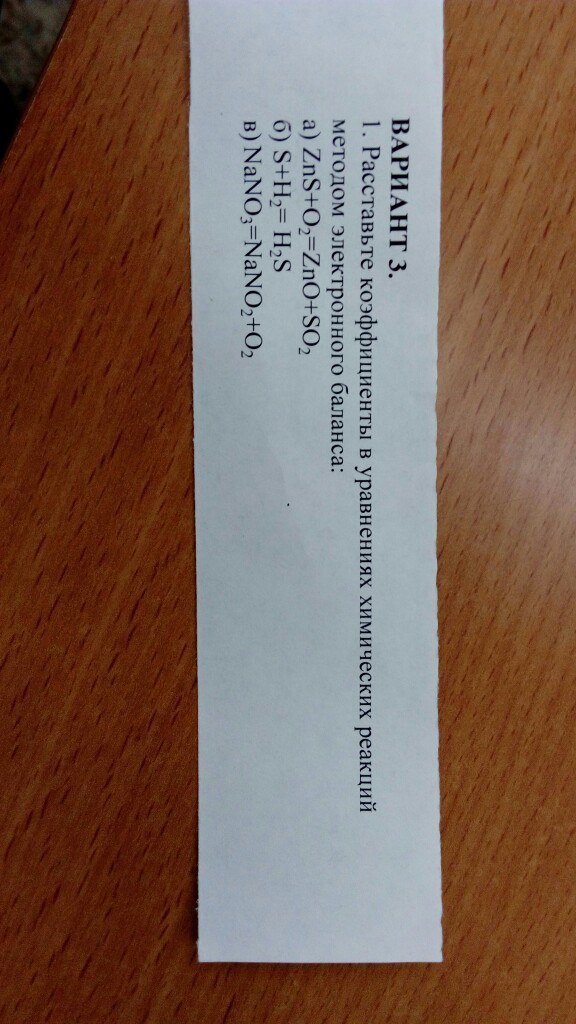 ВАРИАНТ 3.
1. Расставьте коэффициенты в уравнениях химических реакций
методом электронного баланса:
а) ZnS+O₂=ZnO+SO₂
б) S+H₂= H₂S
в) NaNO₃=NaNO₂+O₂